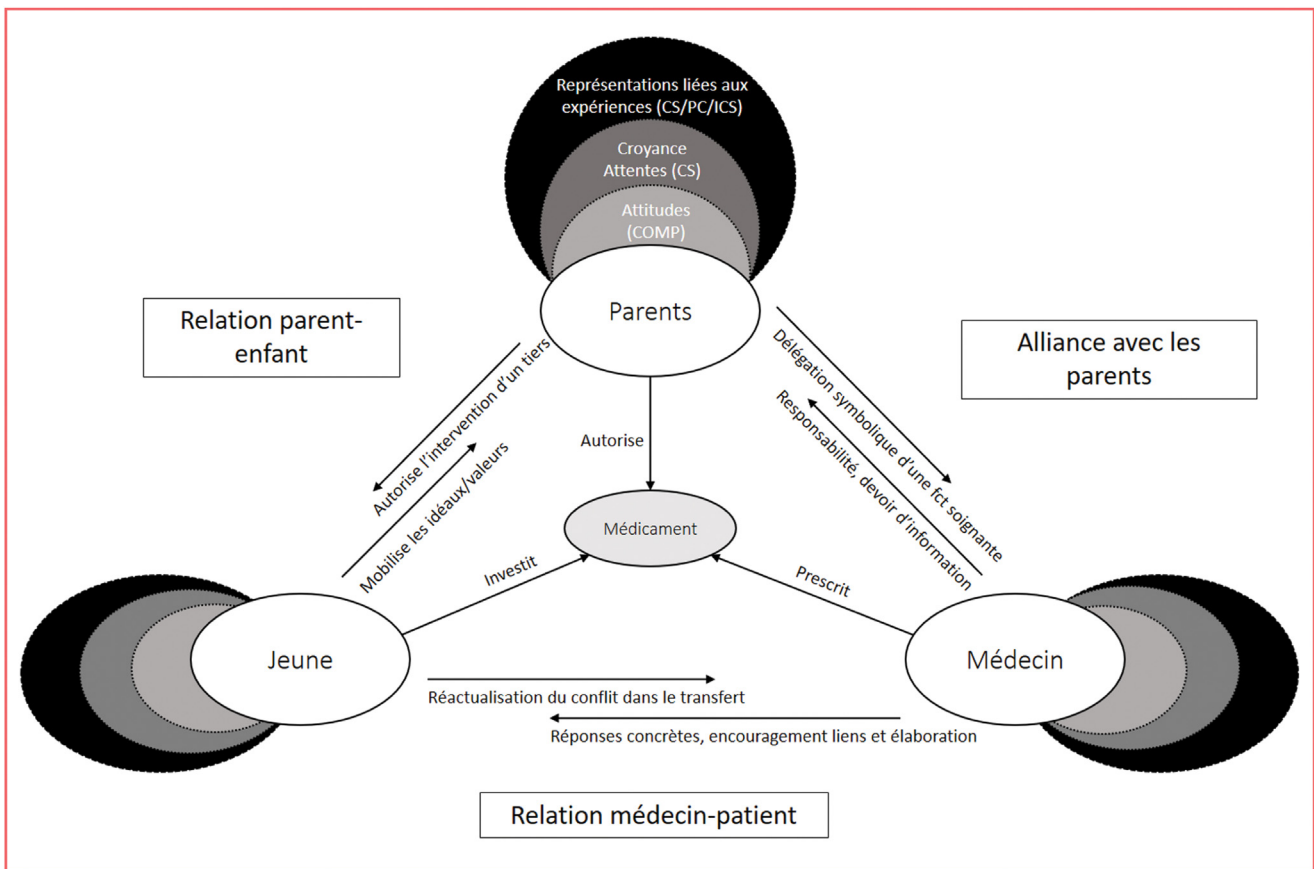 Représentations liées aux
expériences (CS/PC/ICS)
Croyance
Attentes (CS)
Attitudes
(COMP)
Parents
Relation parent-
enfant
Alliance avec les
parents
Autorise l'intervention d'un tiers
Mobilise les idéaux/valeurs
Autorise
Délégation symbolique d'une fct soignante
Responsabilité, devoir d'information
Médicament
Investit
Prescrit
Jeune
Médecin
Réactualisation du conflit dans le transfert
Réponses concrètes, encouragement liens et élaboration
Relation médecin-patient